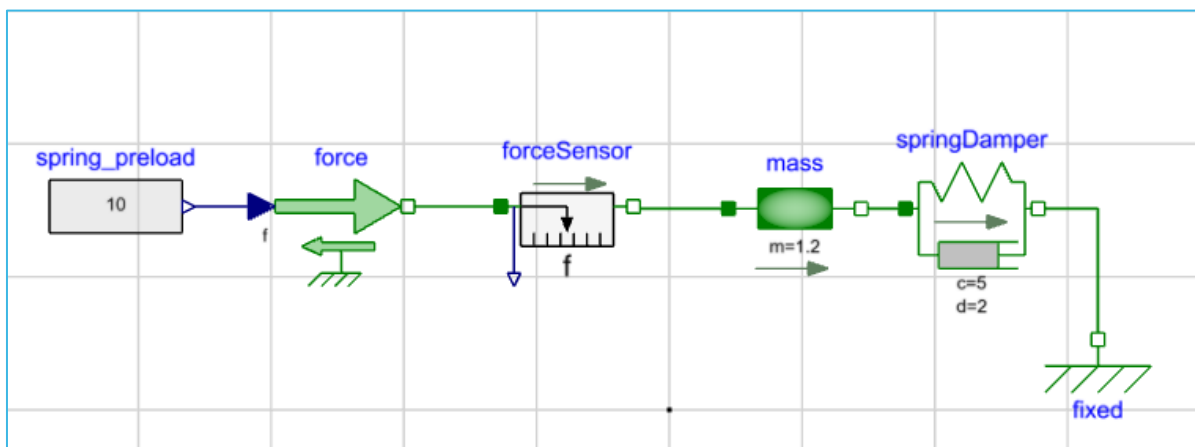 spring_preload
10
force
f
forceSensor
f
mass
m=1.2
springDamper
c=5
d=2
fixed